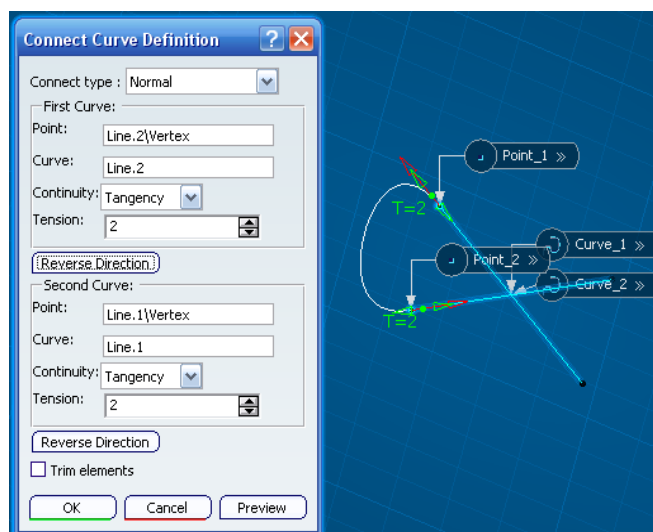 Connect Curve Definition
Connect type : Normal
First Curve:
Point: Line.2\Vertex
Curve: Line.2
Continuity: Tangency
Tension: 2
Reverse Direction
Second Curve:
Point: Line.1\Vertex
Curve: Line.1
Continuity: Tangency
Tension: 2
Reverse Direction
Trim elements
OK Cancel Preview
Point_1 »
T=2
Curve_1 »
Point_2 »
Curve_2 »
T=2